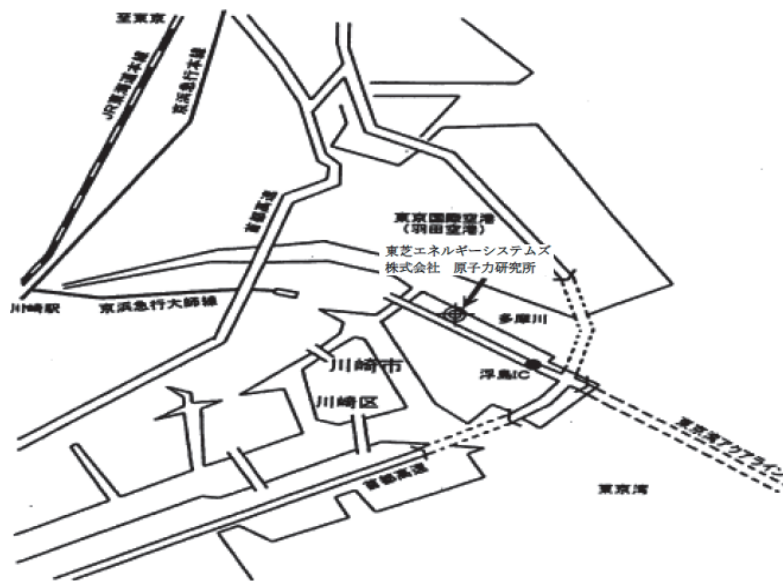 至東京
JR東海道本線
京浜急行本線
首都高速
東京国際空港
(羽田空港)
東芝エネルギーシステムズ
株式会社 原子力研究所
川崎駅
京浜急行大師線
多摩川
川崎市
川崎区
浮島IC
首都高速
東京湾アクアライン
東京湾